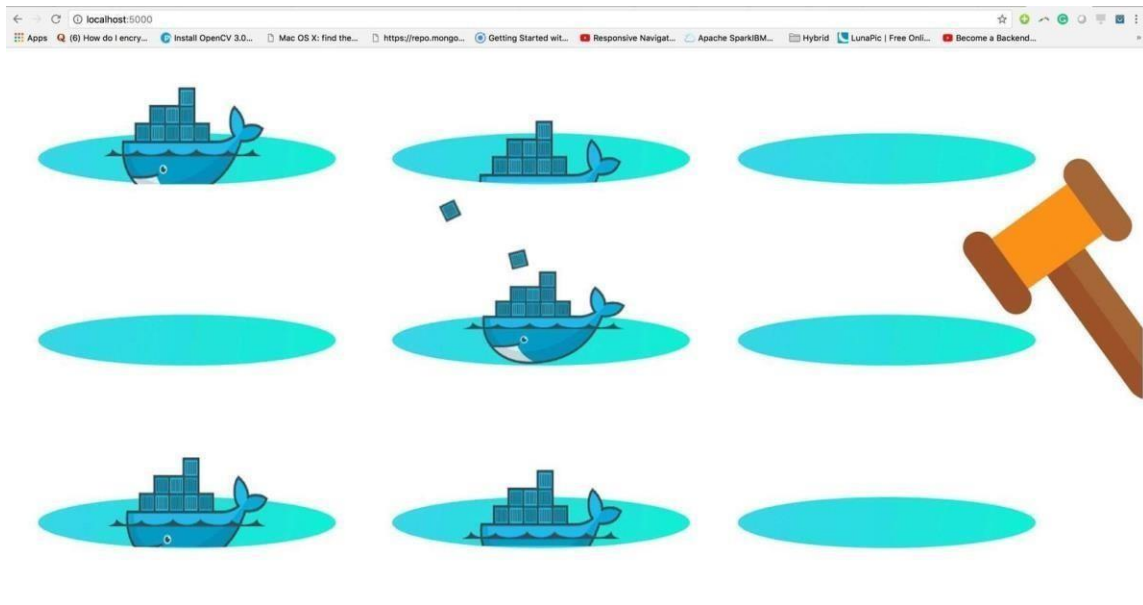 localhost:5000
Apps (6) How do I encry... Install OpenCV 3.0... Mac OS X: find the... https://repo.mongo... Getting Started wit... Responsive Navigat... Apache SparkIBM... Hybrid LunaPic | Free Onli... Become a Backend... »